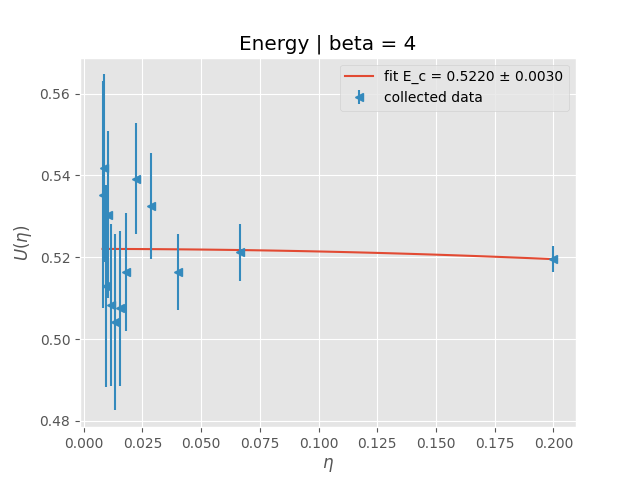 Energy | beta = 4
fit E_c = 0.5220 ± 0.0030
collected data
U(η)
0.56
0.54
0.52
0.50
0.48
0.000 0.025 0.050 0.075 0.100 0.125 0.150 0.175 0.200
η